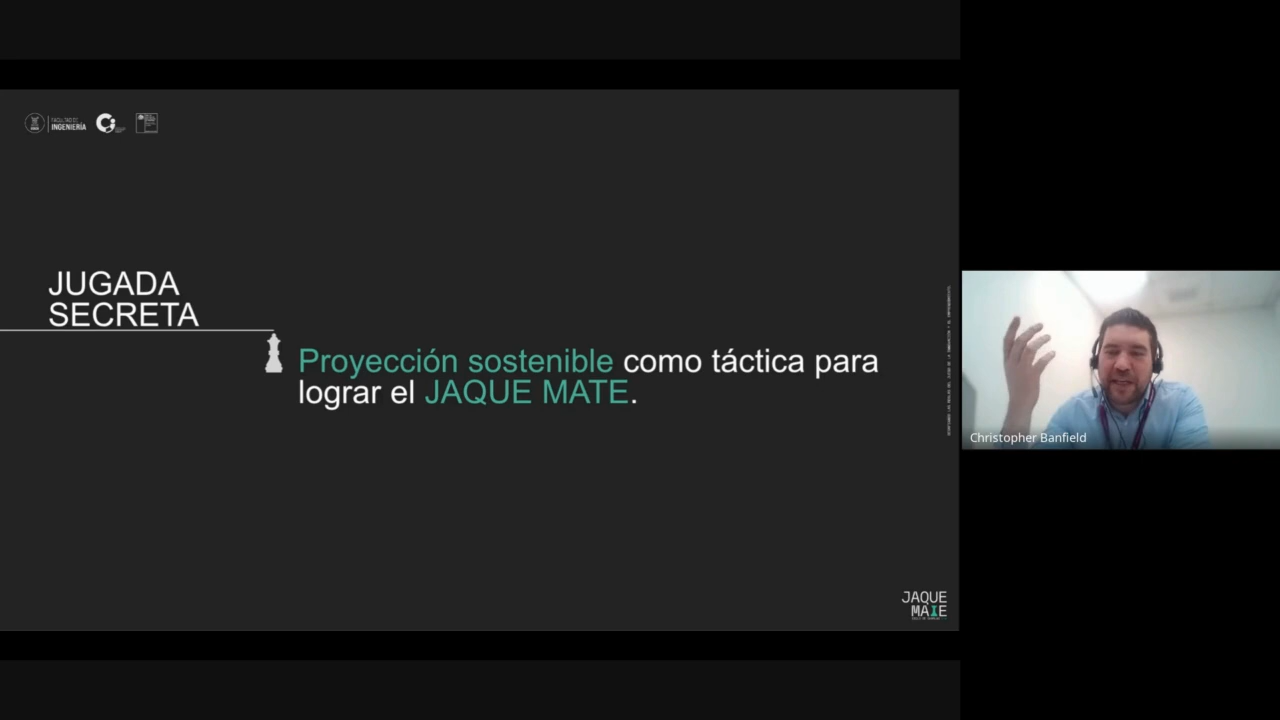 FACULTAD DE
INGENIERÍA
JUGADA
SECRETA
Proyección sostenible como táctica para
lograr el JAQUE MATE.
Christopher Banfield
JAQUE
MATE